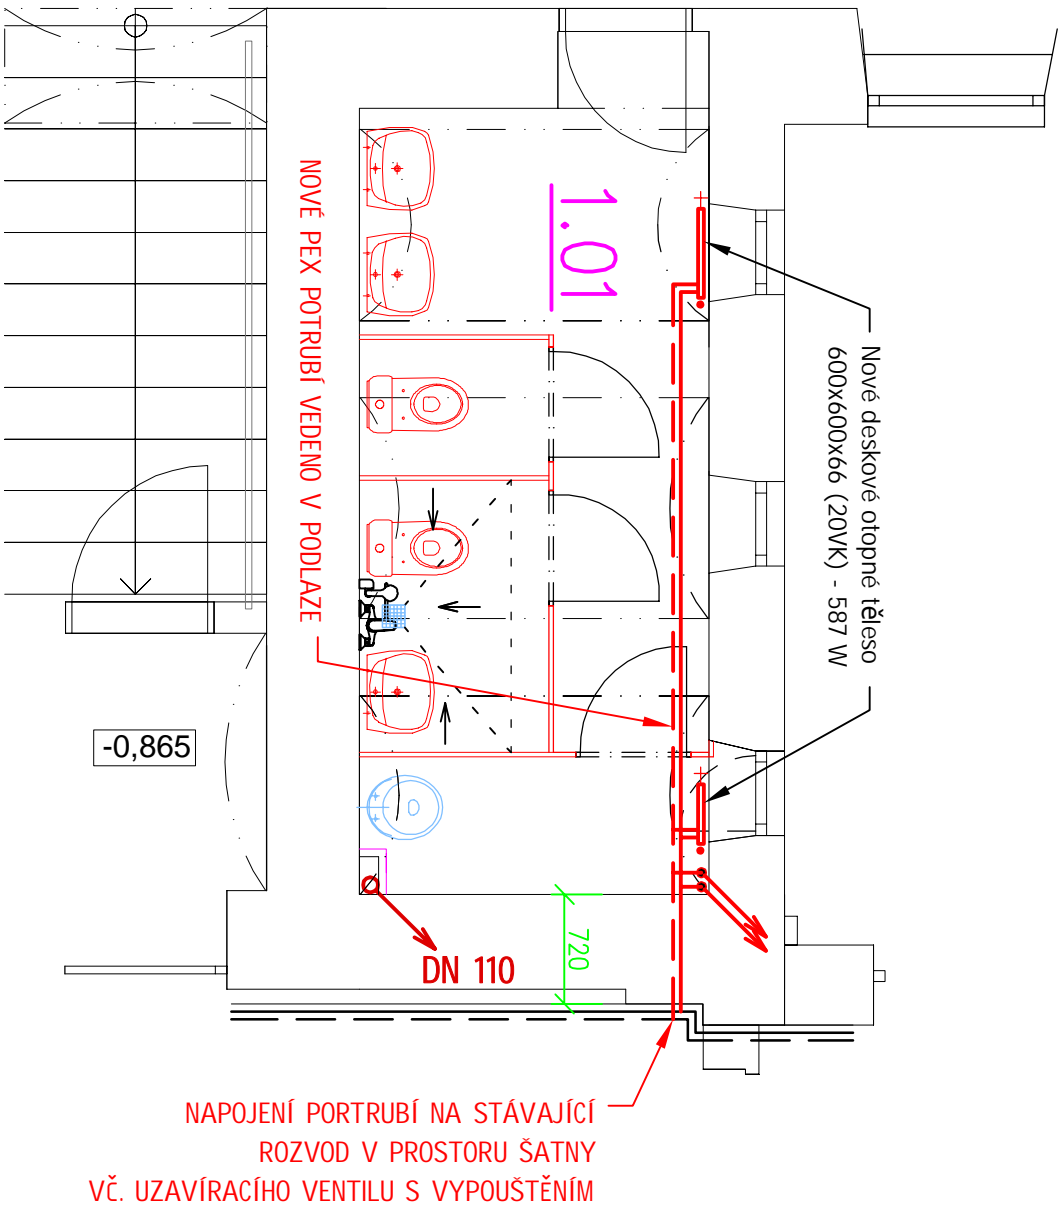 1.01
NOVÉ PEX POTRUBÍ VEDENO V PODLAZE
Nové deskové otopné těleso
600x600x66 (20VK) - 587 W
-0,865
720
DN 110
NAPOJENÍ PORTRUBÍ NA STÁVAJÍCÍ
ROZVOD V PROSTORU ŠATNY
VČ. UZAVÍRACÍHO VENTILU S VYPOUŠTĚNÍM